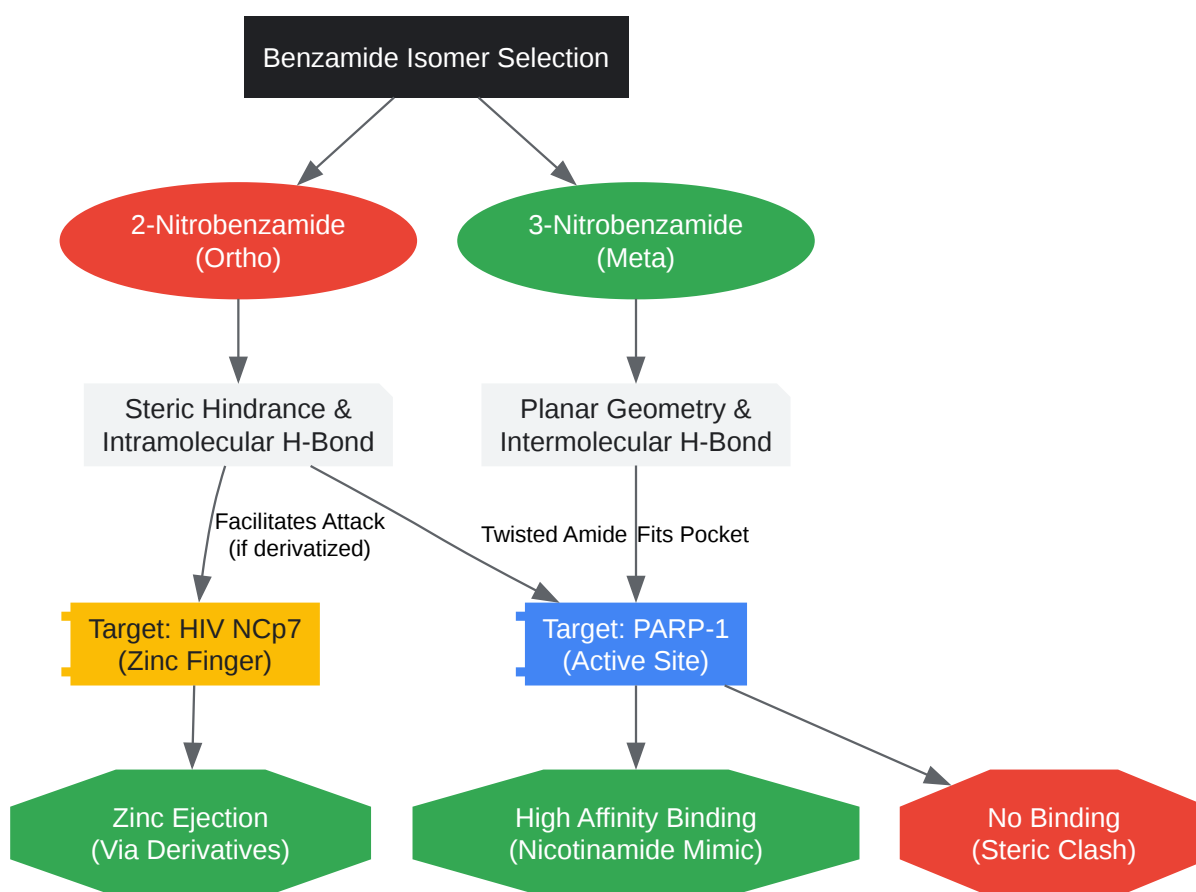 Benzamide Isomer Selection
2-Nitrobenzamide
(Ortho)
3-Nitrobenzamide
(Meta)
Steric Hindrance &
Intramolecular H-Bond
Planar Geometry &
Intermolecular H-Bond
Facilitates Attack
(if derivatized)
Twisted Amide
Fits Pocket
Target: HIV NCp7
(Zinc Finger)
Target: PARP-1
(Active Site)
Zinc Ejection
(Via Derivatives)
High Affinity Binding
(Nicotinamide Mimic)
No Binding
(Steric Clash)